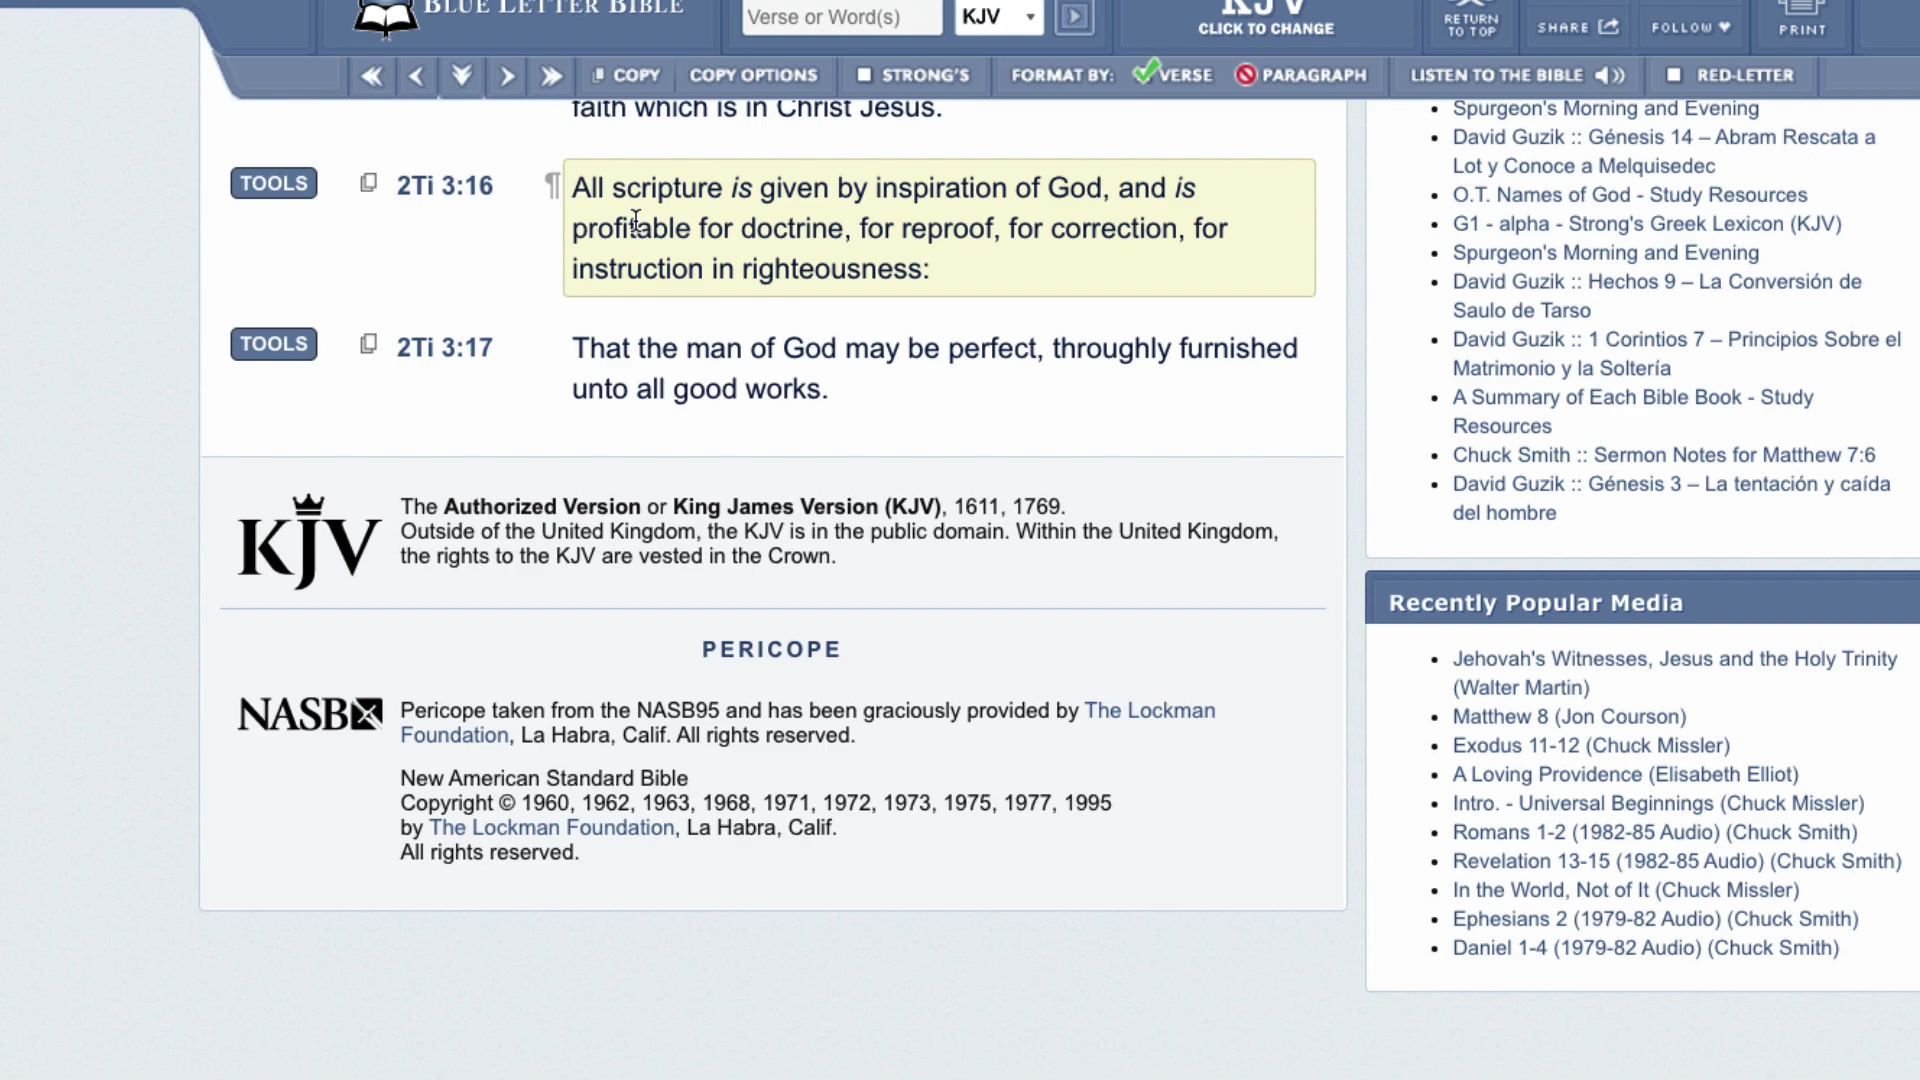 BLUE LETTER BIBLE
Verse or Word(s)
KJV
KJV
CLICK TO CHANGE
RETURN
TO TOP
SHARE
FOLLOW
PRINT
COPY
COPY OPTIONS
STRONG'S
FORMAT BY:
VERSE
PARAGRAPH
LISTEN TO THE BIBLE
RED-LETTER
faith which is in Christ Jesus.
TOOLS
2Ti 3:16
¶
All scripture is given by inspiration of God, and is
profitable for doctrine, for reproof, for correction, for
instruction in righteousness:
TOOLS
2Ti 3:17
That the man of God may be perfect, throughly furnished
unto all good works.
KJV
The Authorized Version or King James Version (KJV), 1611, 1769.
Outside of the United Kingdom, the KJV is in the public domain. Within the United Kingdom,
the rights to the KJV are vested in the Crown.
PERICOPE
NASB
Pericope taken from the NASB95 and has been graciously provided by The Lockman
Foundation, La Habra, Calif. All rights reserved.
New American Standard Bible
Copyright © 1960, 1962, 1963, 1968, 1971, 1972, 1973, 1975, 1977, 1995
by The Lockman Foundation, La Habra, Calif.
All rights reserved.
Spurgeon's Morning and Evening
David Guzik :: Génesis 14 – Abram Rescata a
Lot y Conoce a Melquisedec
O.T. Names of God - Study Resources
G1 - alpha - Strong's Greek Lexicon (KJV)
Spurgeon's Morning and Evening
David Guzik :: Hechos 9 – La Conversión de
Saulo de Tarso
David Guzik :: 1 Corintios 7 – Principios Sobre el
Matrimonio y la Soltería
A Summary of Each Bible Book - Study
Resources
Chuck Smith :: Sermon Notes for Matthew 7:6
David Guzik :: Génesis 3 – La tentación y caída
del hombre
Recently Popular Media
Jehovah's Witnesses, Jesus and the Holy Trinity
(Walter Martin)
Matthew 8 (Jon Courson)
Exodus 11-12 (Chuck Missler)
A Loving Providence (Elisabeth Elliot)
Intro. - Universal Beginnings (Chuck Missler)
Romans 1-2 (1982-85 Audio) (Chuck Smith)
Revelation 13-15 (1982-85 Audio) (Chuck Smith)
In the World, Not of It (Chuck Missler)
Ephesians 2 (1979-82 Audio) (Chuck Smith)
Daniel 1-4 (1979-82 Audio) (Chuck Smith)